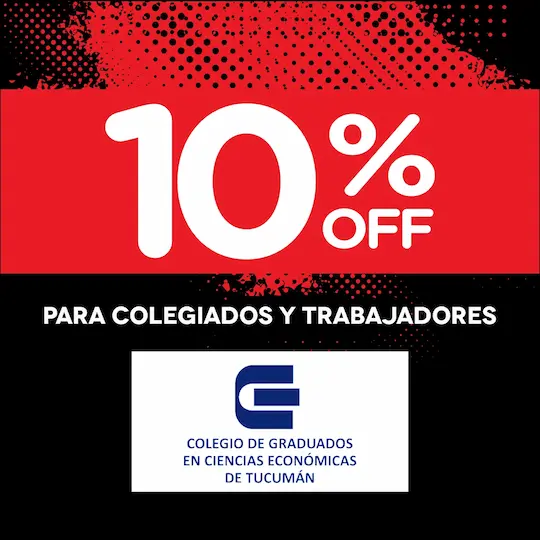 10%
OFF
PARA COLEGIADOS Y TRABAJADORES
COLEGIO DE GRADUADOS
EN CIENCIAS ECONÓMICAS
DE TUCUMÁN